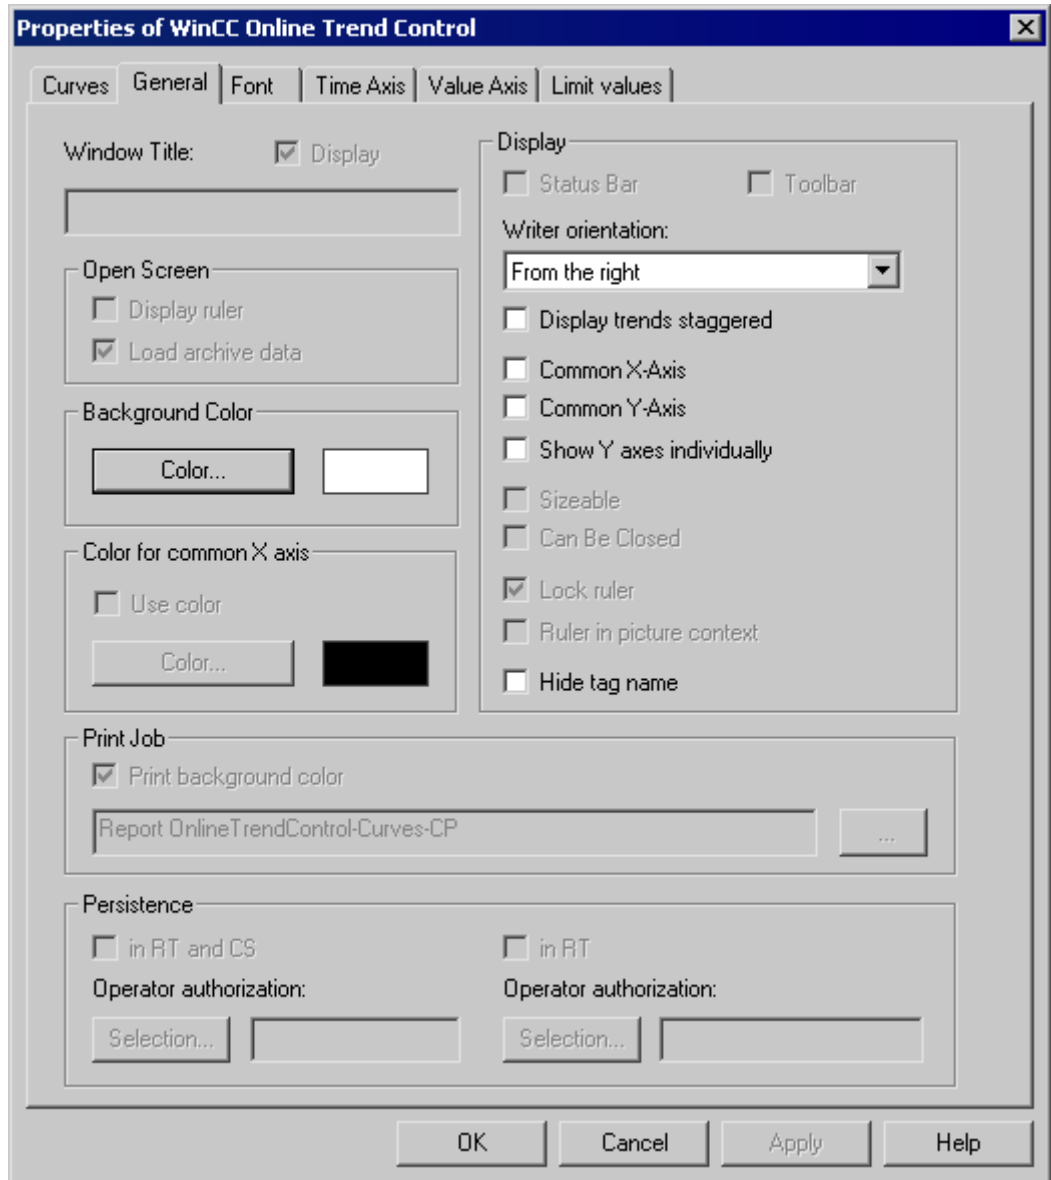 Properties of WinCC Online Trend Control
Curves General Font Time Axis Value Axis Limit values
Window Title: Display
Open Screen
Display ruler
Load archive data
Background Color
Color...
Color for common X axis
Use color
Color...
Display
Status Bar Toolbar
Writer orientation:
From the right
Display trends staggered
Common X-Axis
Common Y-Axis
Show Y axes individually
Sizeable
Can Be Closed
Lock ruler
Ruler in picture context
Hide tag name
Print Job
Print background color
Report OnlineTrendControl-Curves-CP
...
Persistence
in RT and CS in RT
Operator authorization: Operator authorization:
Selection... Selection...
OK Cancel Apply Help